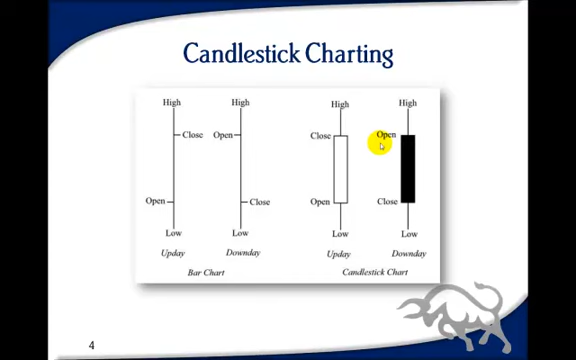 Candlestick Charting
High High High High
Close Open Close Open
Open Close Open Close
Low Low Low Low
Upday Downday Upday Downday
Bar Chart Candlestick Chart
4